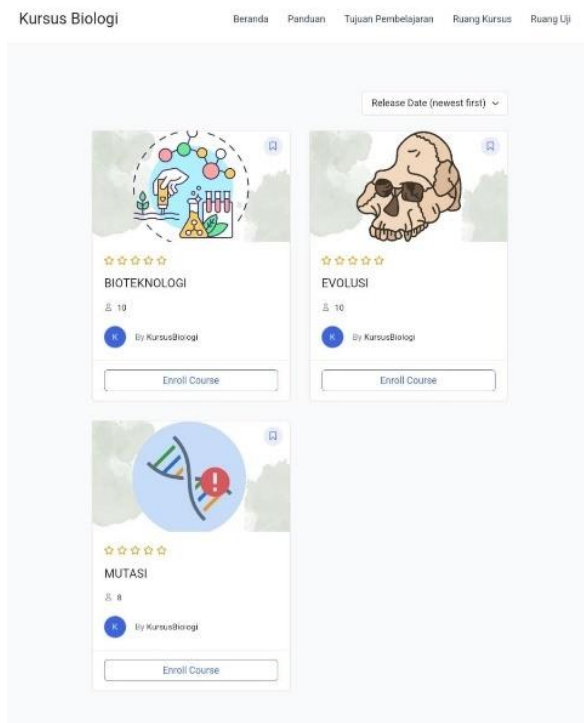 Kursus Biologi
Beranda Panduan Tujuan Pembelajaran Ruang Kursus Ruang Uji
Release Date (newest first)
BIOTEKNOLOGI
10
K By KursusBiologi
Enroll Course
EVOLUSI
10
K By KursusBiologi
Enroll Course
MUTASI
8
K By KursusBiologi
Enroll Course